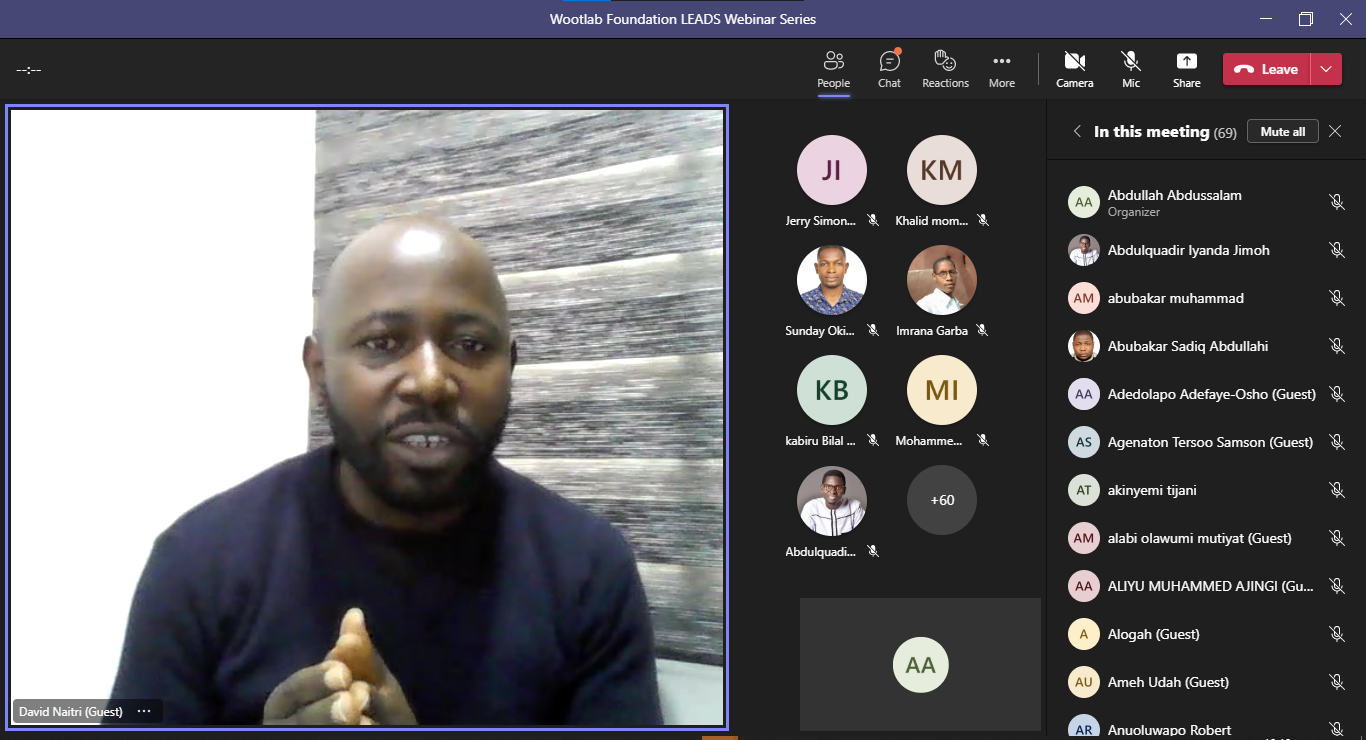 Wootlab Foundation LEADS Webinar Series
--:--
People
Chat
Reactions
More
Camera
Mic
Share
Leave
In this meeting (69)
Mute all
JI
KM
Jerry Simon...
Khalid mom...
Sunday Oki...
Imrana Garba
KB
MI
kabiru Bilal ...
Mohamme...
+60
Abdulquadi...
AA
David Naitri (Guest)
...
AA
Abdullah Abdussalam
Organizer
Abdulquadir Iyanda Jimoh
AM
abubakar muhammad
Abubakar Sadiq Abdullahi
AA
Adedolapo Adefaye-Osho (Guest)
AS
Agenaton Tersoo Samson (Guest)
AT
akinyemi tijani
AM
alabi olawumi mutiyat (Guest)
AA
ALIYU MUHAMMED AJINGI (Gu...
A
Alogah (Guest)
AU
Ameh Udah (Guest)
AR
Anuoluwapo Robert